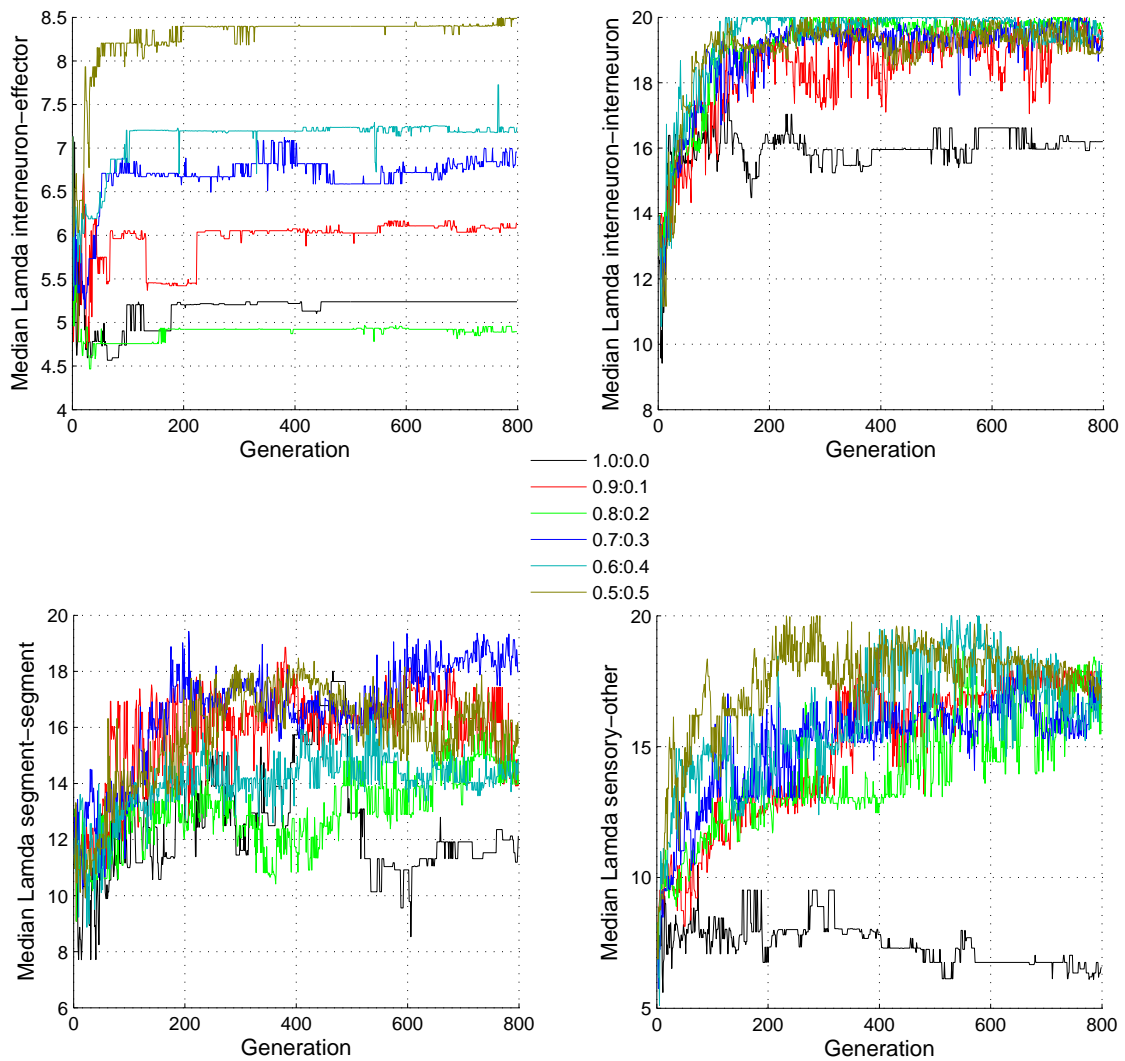 Median Lamda interneuron−effector
8.5
8
7.5
7
6.5
6
5.5
5
4.5
4
0 200 400 600 800
Generation
Median Lamda interneuron−interneuron
20
18
16
14
12
10
8
0 200 400 600 800
Generation
1.0:0.0
0.9:0.1
0.8:0.2
0.7:0.3
0.6:0.4
0.5:0.5
Median Lamda segment−segment
20
18
16
14
12
10
8
6
0 200 400 600 800
Generation
Median Lamda sensory−other
20
15
10
5
0 200 400 600 800
Generation